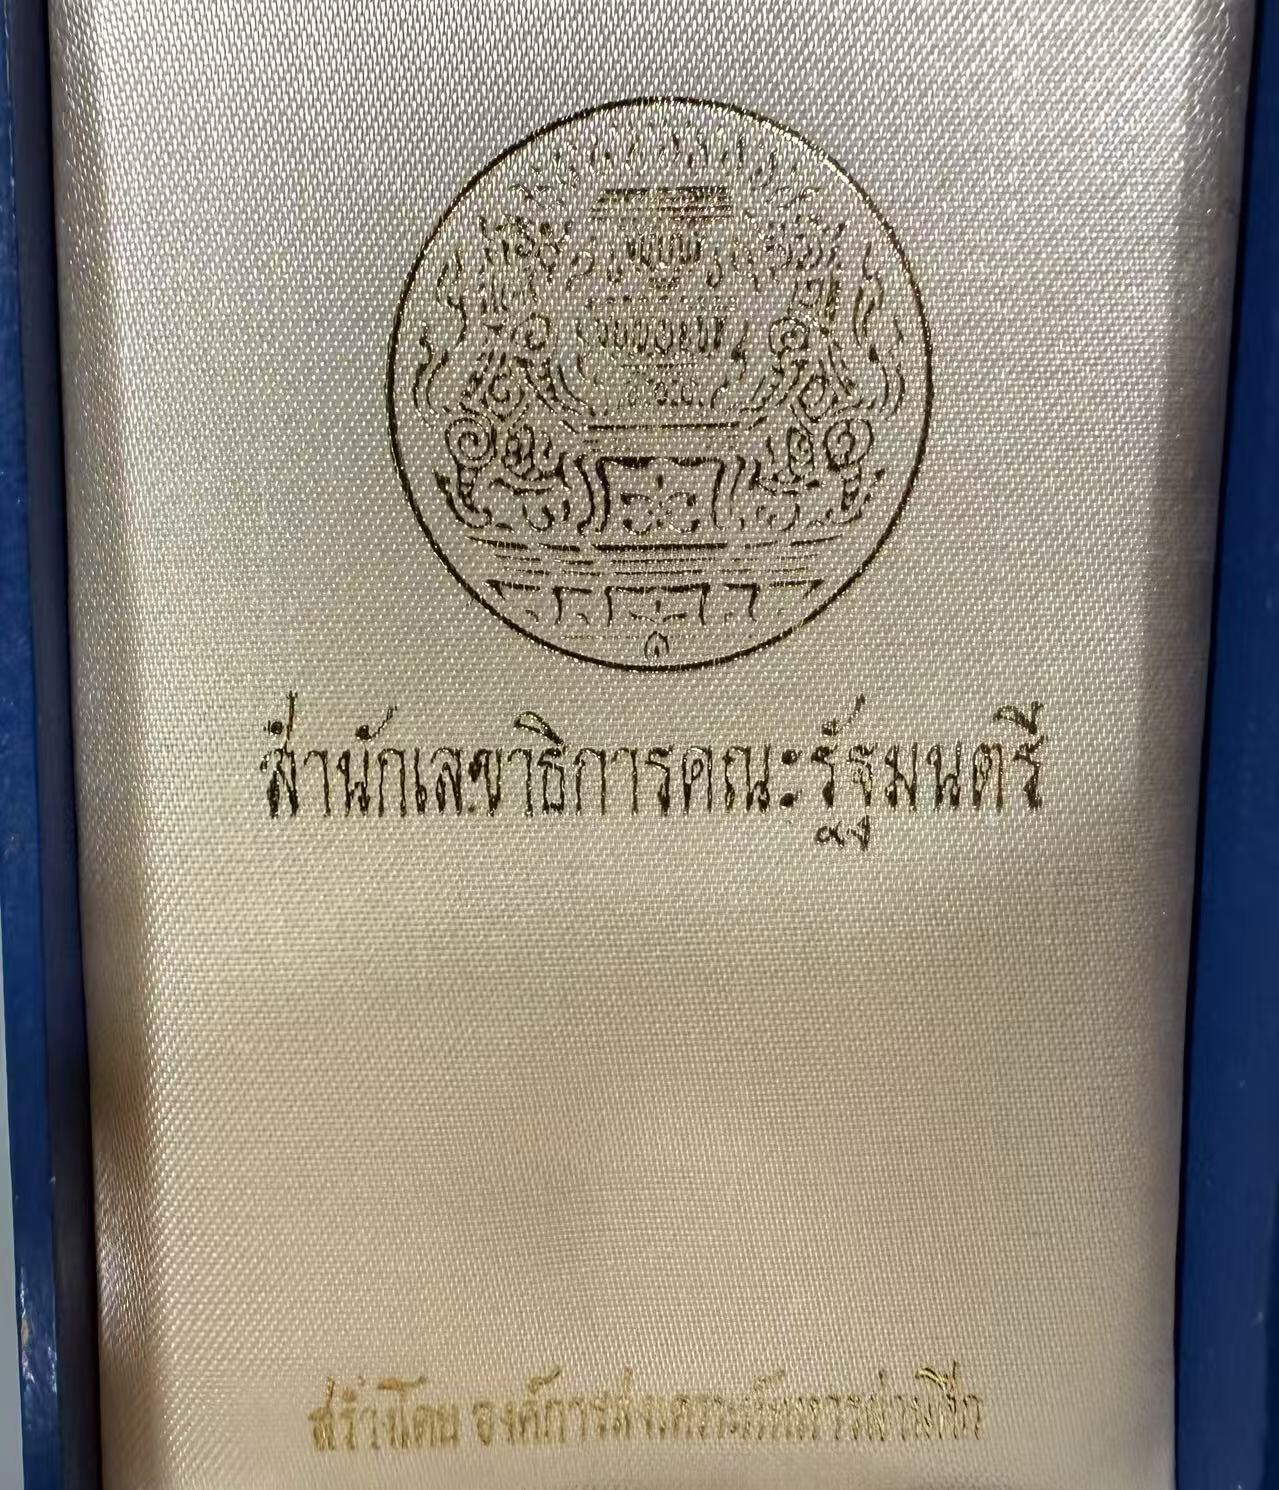 สำนักเลขาธิการคณะรัฐมนตรี
สร้างโดย องค์การสงเคราะห์ทหารผ่านศึก